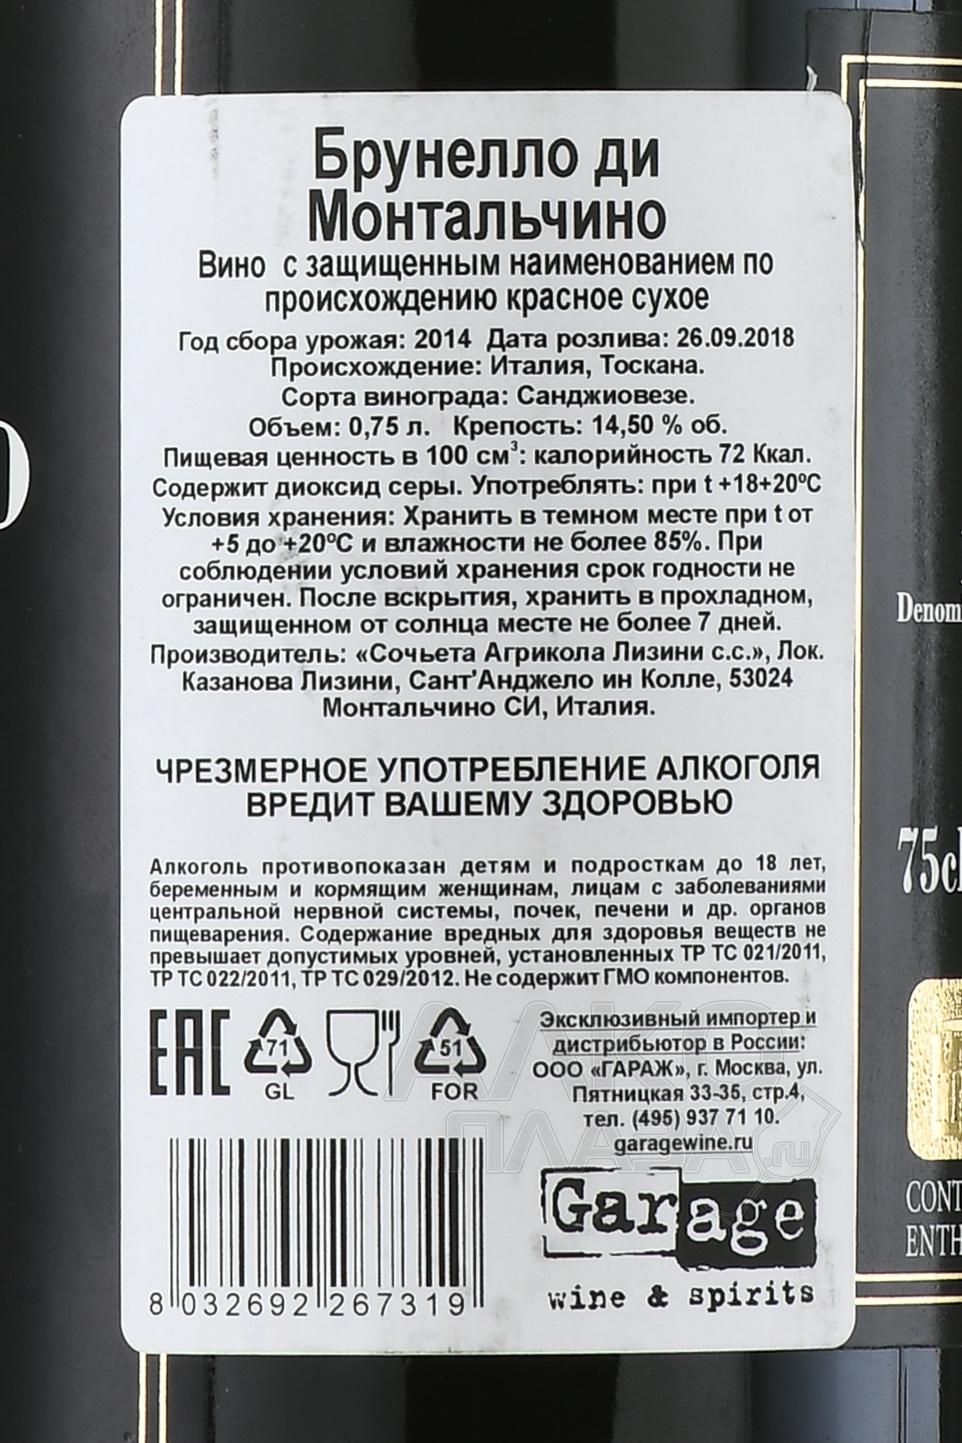 Брунелло ди
Монтальчино
Вино с защищенным наименованием по
происхождению красное сухое
Год сбора урожая: 2014 Дата розлива: 26.09.2018
Происхождение: Италия, Тоскана.
Сорта винограда: Санджиовезе.
Объем: 0,75 л. Крепость: 14,50 % об.
Пищевая ценность в 100 см³: калорийность 72 Ккал.
Содержит диоксид серы. Употреблять: при t +18+20ºС
Условия хранения: Хранить в темном месте при t от
+5 до +20ºС и влажности не более 85%. При
соблюдении условий хранения срок годности не
ограничен. После вскрытия, хранить в прохладном,
защищенном от солнца месте не более 7 дней.
Производитель: «Сочьета Агрикола Лизини с.с.», Лок.
Казанова Лизини, Сант'Анджело ин Колле, 53024
Монтальчино СИ, Италия.
ЧРЕЗМЕРНОЕ УПОТРЕБЛЕНИЕ АЛКОГОЛЯ
ВРЕДИТ ВАШЕМУ ЗДОРОВЬЮ
Алкоголь противопоказан детям и подросткам до 18 лет,
беременным и кормящим женщинам, лицам с заболеваниями
центральной нервной системы, почек, печени и др. органов
пищеварения. Содержание вредных для здоровья веществ не
превышает допустимых уровней, установленных ТР ТС 021/2011,
ТР ТС 022/2011, ТР ТС 029/2012. Не содержит ГМО компонентов.
EAC
71
GL
51
FOR
Эксклюзивный импортер и
дистрибьютор в России:
ООО «ГАРАЖ», г. Москва, ул.
Пятницкая 33-35, стр.4,
тел. (495) 937 71 10.
garagewine.ru
Garage
wine & spirits
8 032692 267319
АЛКО
ПЛАЗА.ru
Denom
75cl
CONT
ENTH